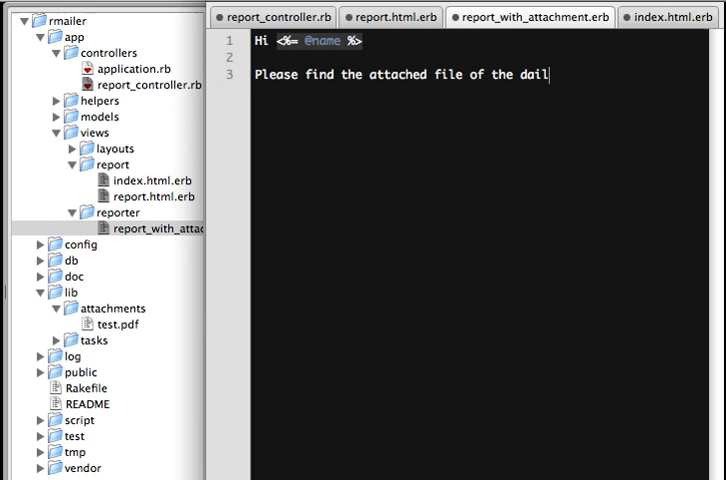 rmailer
app
controllers
application.rb
report_controller.rb
helpers
models
views
layouts
report
index.html.erb
report.html.erb
reporter
report_with_attac
config
db
doc
lib
attachments
test.pdf
tasks
log
public
Rakefile
README
script
test
tmp
vendor
report_controller.rb report.html.erb report_with_attachment.erb index.html.erb
1 Hi <%= @name %>
2
3 Please find the attached file of the dail